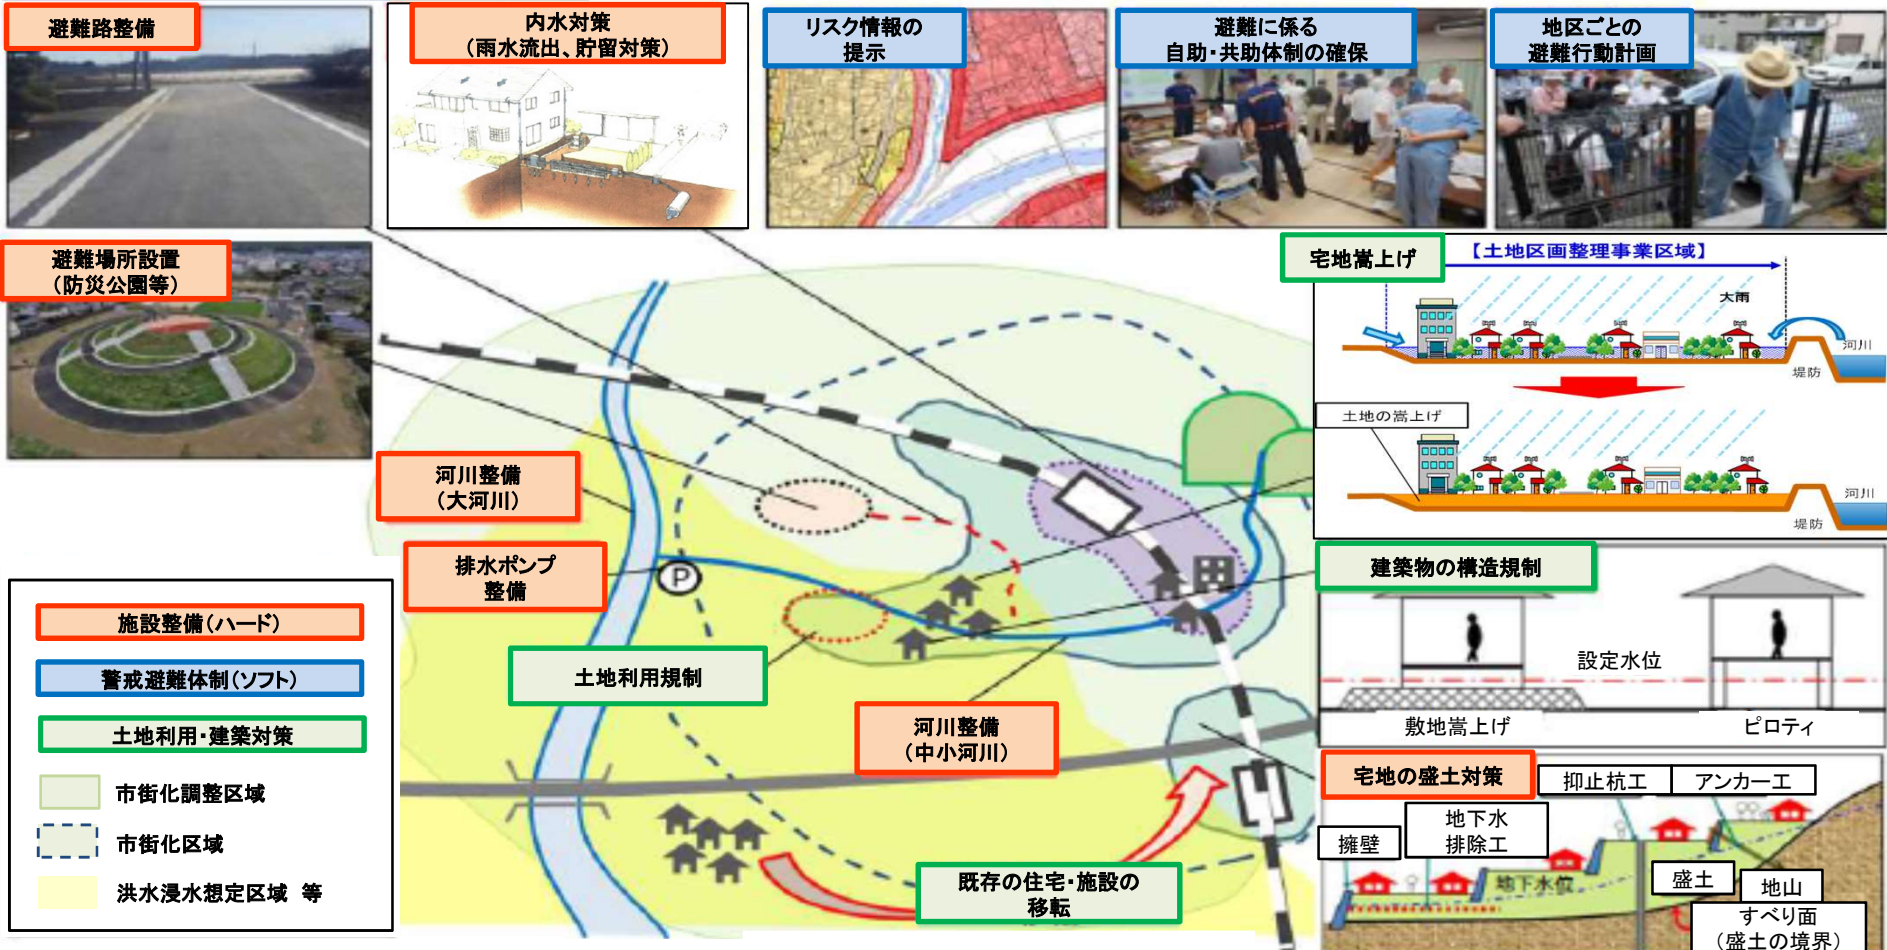 避難路整備
内水対策
（雨水流出、貯留対策）
リスク情報の
提示
避難に係る
自助・共助体制の確保
地区ごとの
避難行動計画
避難場所設置
（防災公園等）
宅地嵩上げ
【土地区画整理事業区域】
大雨
河川
堤防
土地の嵩上げ
河川
堤防
河川整備
（大河川）
排水ポンプ
整備
P
土地利用規制
河川整備
（中小河川）
既存の住宅・施設の
移転
建築物の構造規制
設定水位
敷地嵩上げ
ピロティ
宅地の盛土対策
抑止杭工
アンカー工
擁壁
地下水
排除工
地下水位
盛土
地山
すべり面
（盛土の境界）
施設整備（ハード）
警戒避難体制（ソフト）
土地利用・建築対策
市街化調整区域
市街化区域
洪水浸水想定区域 等